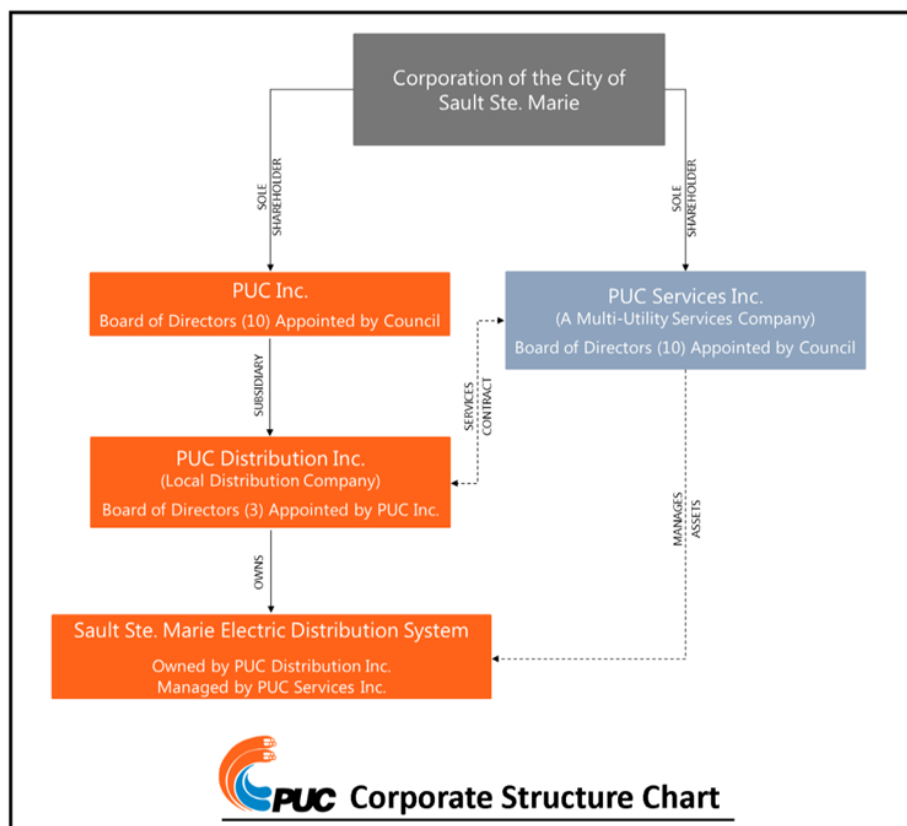 Corporation of the City of
Sault Ste. Marie
SOLE
SHAREHOLDER
SOLE
SHAREHOLDER
PUC Inc.
Board of Directors (10) Appointed by Council
PUC Services Inc.
(A Multi-Utility Services Company)
Board of Directors (10) Appointed by Council
SUBSIDIARY
SERVICES
CONTRACT
PUC Distribution Inc.
(Local Distribution Company)
Board of Directors (3) Appointed by PUC Inc.
OWNS
MANAGES
ASSETS
Sault Ste. Marie Electric Distribution System
Owned by PUC Distribution Inc.
Managed by PUC Services Inc.
PUC Corporate Structure Chart